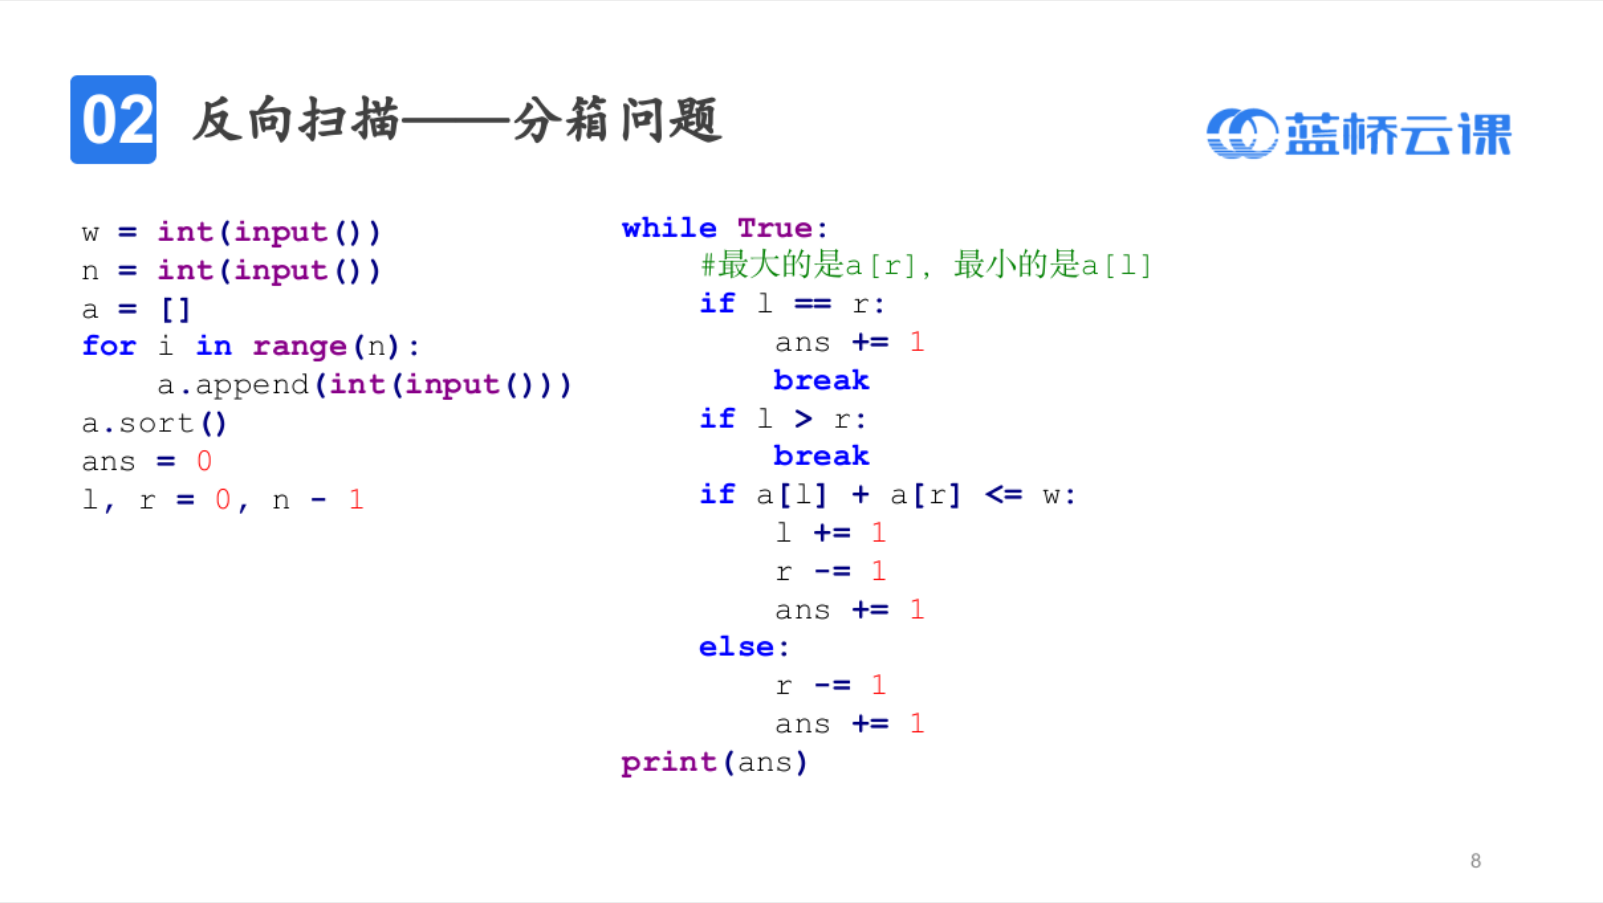 02 反向扫描——分箱问题
蓝桥云课
w = int(input())
n = int(input())
a = []
for i in range(n):
    a.append(int(input()))
a.sort()
ans = 0
l, r = 0, n - 1
while True:
    #最大的是a[r]，最小的是a[l]
    if l == r:
        ans += 1
        break
    if l > r:
        break
    if a[l] + a[r] <= w:
        l += 1
        r -= 1
        ans += 1
    else:
        r -= 1
        ans += 1
print(ans)
8